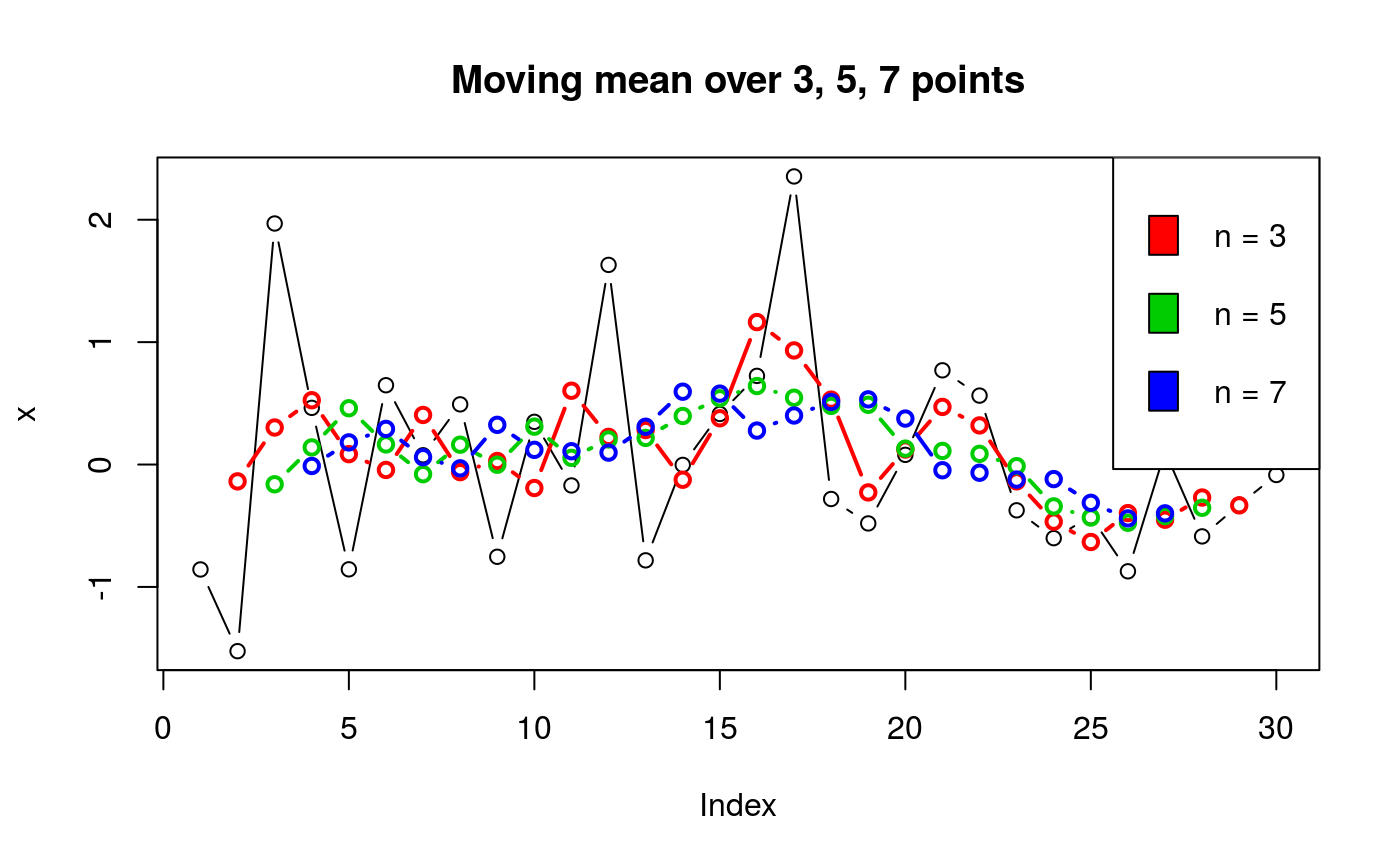 Moving mean over 3, 5, 7 points
x
2
1
0
-1
n = 3
n = 5
n = 7
0 5 10 15 20 25 30
Index